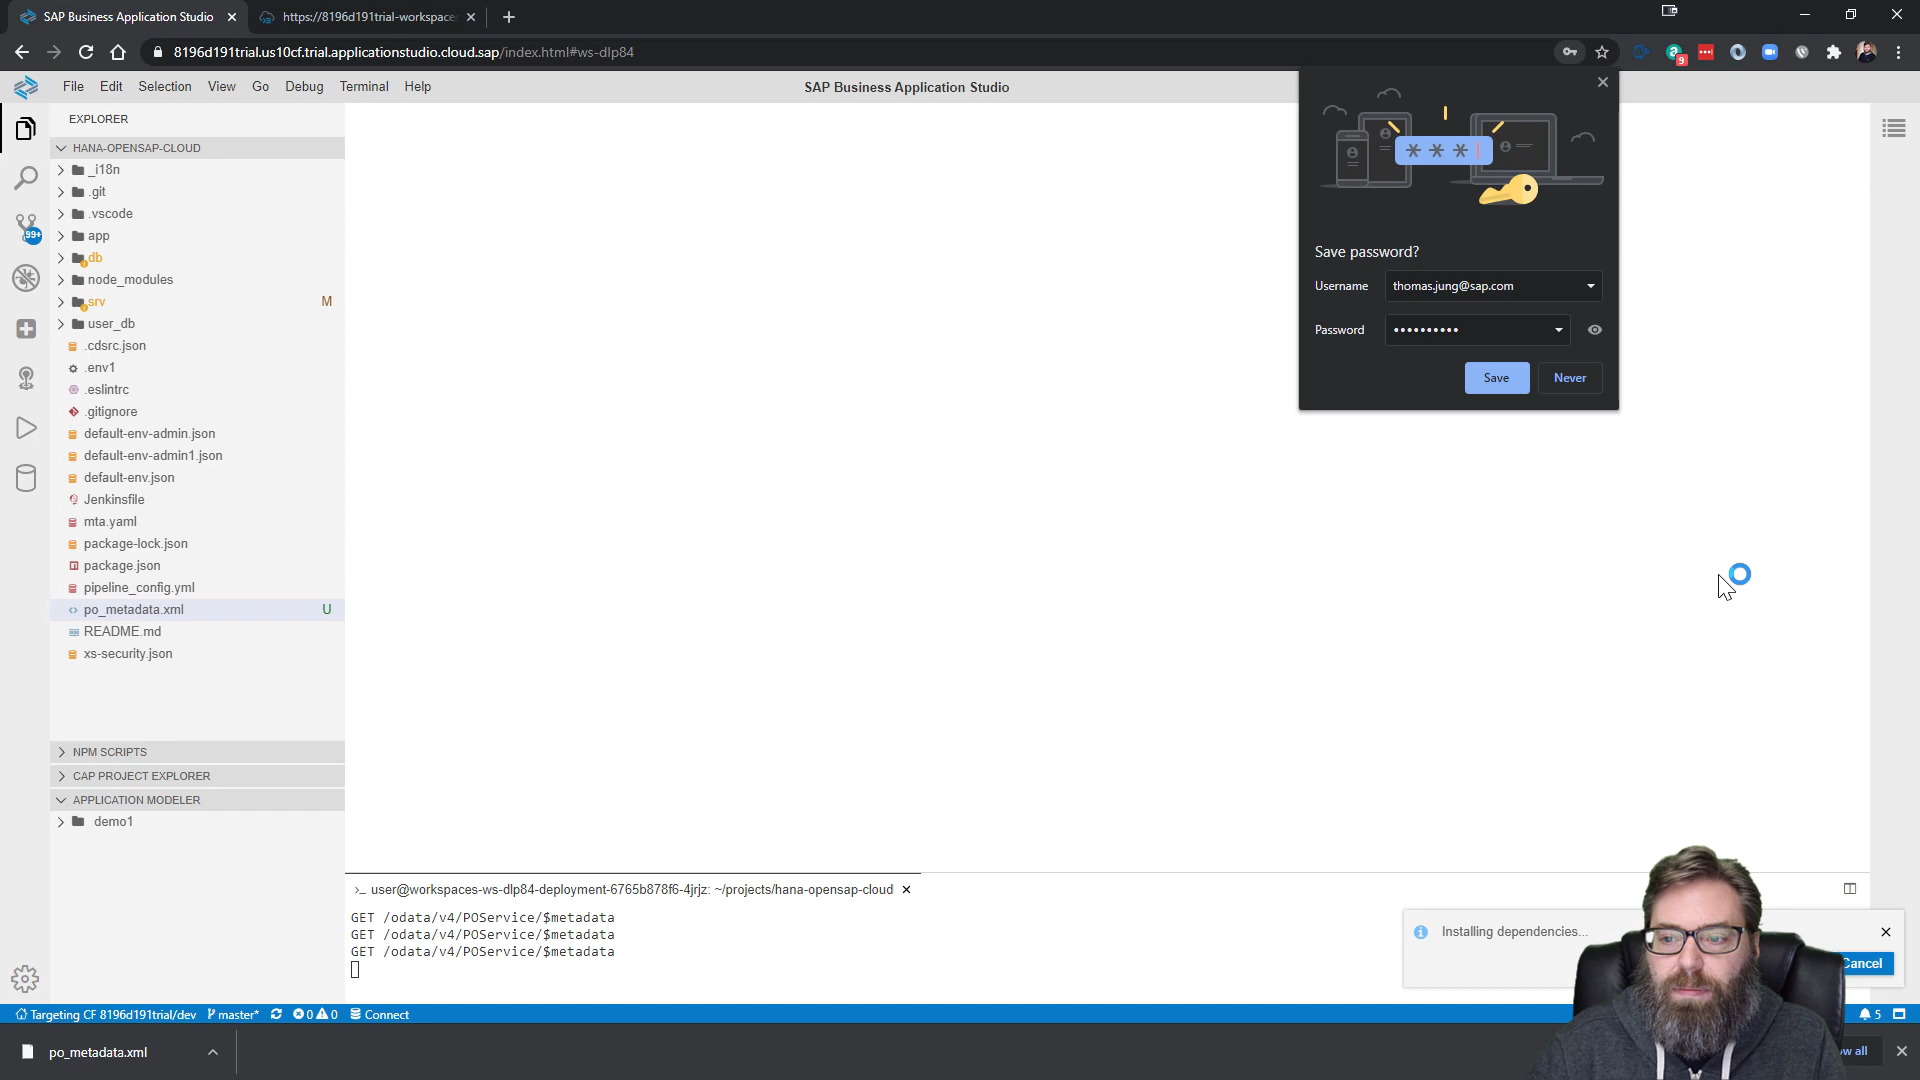 SAP Business Application Studio
https://8196d191trial-workspaces
8196d191trial.us10cf.trial.applicationstudio.cloud.sap/index.html#ws-dlp84
9
File Edit Selection View Go Debug Terminal Help
SAP Business Application Studio
EXPLORER
HANA-OPENSAP-CLOUD
_i18n
.git
.vscode
99+
app
db
node_modules
srv M
user_db
.cdsrc.json
.env1
.eslintrc
.gitignore
default-env-admin.json
default-env-admin1.json
default-env.json
Jenkinsfile
mta.yaml
package-lock.json
package.json
pipeline_config.yml
po_metadata.xml U
README.md
xs-security.json
NPM SCRIPTS
CAP PROJECT EXPLORER
APPLICATION MODELER
demo1
Save password?
Username thomas.jung@sap.com
Password ••••••••••
Save Never
>_ user@workspaces-ws-dlp84-deployment-6765b878f6-4jrjz: ~/projects/hana-opensap-cloud
GET /odata/v4/POService/$metadata
GET /odata/v4/POService/$metadata
GET /odata/v4/POService/$metadata
Installing dependencies...
Cancel
Targeting CF 8196d191trial/dev master* 0 0 Connect 5
po_metadata.xml
all